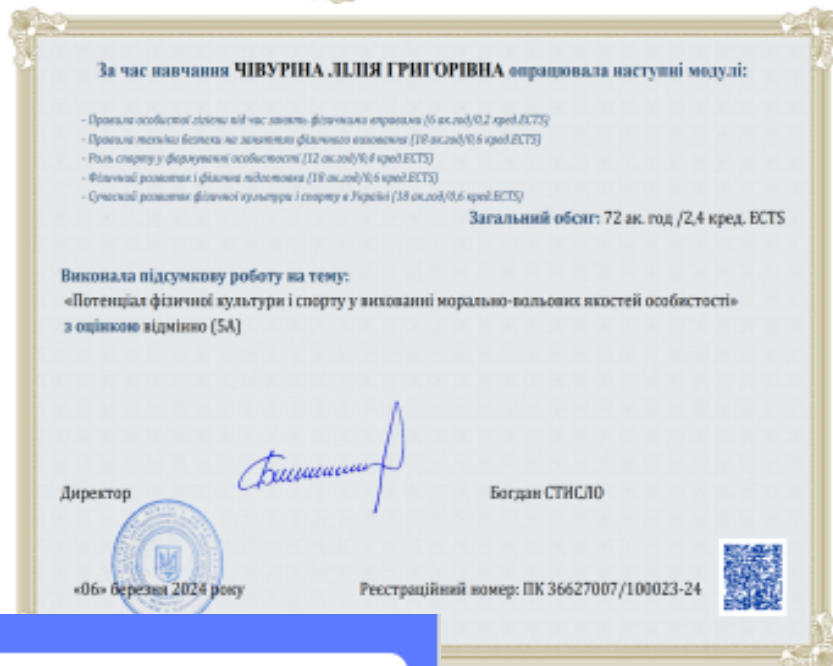 За час навчання ЧІВУРІНА ЛІЛІЯ ГРИГОРІВНА опрацювала наступні модулі:
- Правила особистої гігієни під час занять фізичними вправами (6 ак.год/0,2 кред.ECTS)
- Правила техніки безпеки на заняттях фізичного виховання (18 ак.год/0,6 кред.ECTS)
- Роль спорту у формуванні особистості (12 ак.год/0,4 кред.ECTS)
- Фізичний розвиток і фізична підготовка (18 ак.год/0,6 кред.ECTS)
- Сучасний розвиток фізичної культури і спорту в Україні (18 ак.год/0,6 кред.ECTS)
Загальний обсяг: 72 ак. год /2,4 кред. ECTS
Виконала підсумкову роботу на тему:
«Потенціал фізичної культури і спорту у вихованні морально-вольових якостей особистості»
з оцінкою відмінно (5А)
Директор
Богдан СТИСЛО
«06» березня 2024 року
Реєстраційний номер: ПК 36627007/100023-24